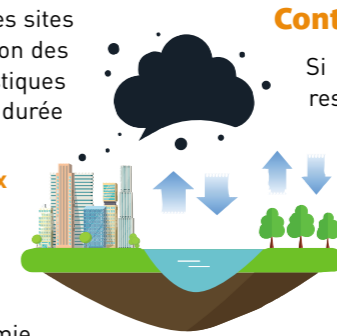 es sites
on des
tiques
durée
x
mie
Cont
Si
res